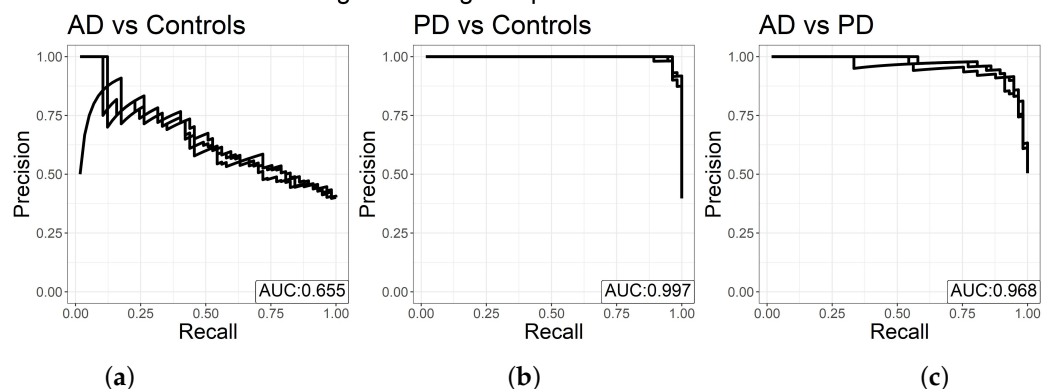 AD vs Controls
PD vs Controls
AD vs PD
1.00
0.75
0.50
0.25
0.00
Precision
0.00 0.25 0.50 0.75 1.00
Recall
AUC:0.655
1.00
0.75
0.50
0.25
0.00
Precision
0.00 0.25 0.50 0.75 1.00
Recall
AUC:0.997
1.00
0.75
0.50
0.25
0.00
Precision
0.00 0.25 0.50 0.75 1.00
Recall
AUC:0.968
(a)
(b)
(c)